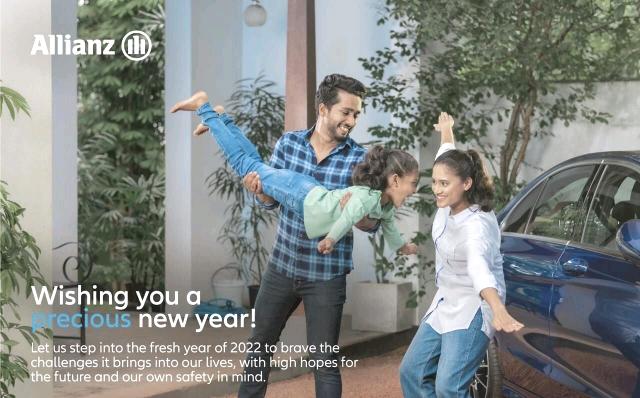 Allianz
Wishing you a
precious new year!
Let us step into the fresh year of 2022 to brave the
challenges it brings into our lives, with high hopes for
the future and our own safety in mind.